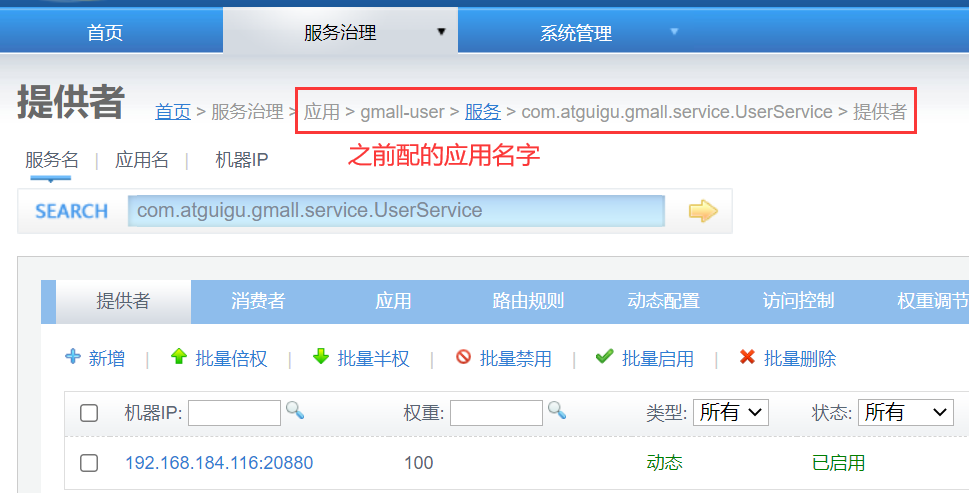 首页 服务治理 系统管理
提供者 首页 > 服务治理 > 应用 > gmall-user > 服务 > com.atguigu.gmall.service.UserService > 提供者
之前配的应用名字
服务名 | 应用名 | 机器IP
SEARCH com.atguigu.gmall.service.UserService
提供者 消费者 应用 路由规则 动态配置 访问控制 权重调节
新增 | 批量倍权 | 批量半权 | 批量禁用 | 批量启用 | 批量删除
机器IP: 权重: 类型: 所有 状态: 所有
192.168.184.116:20880 100 动态 已启用